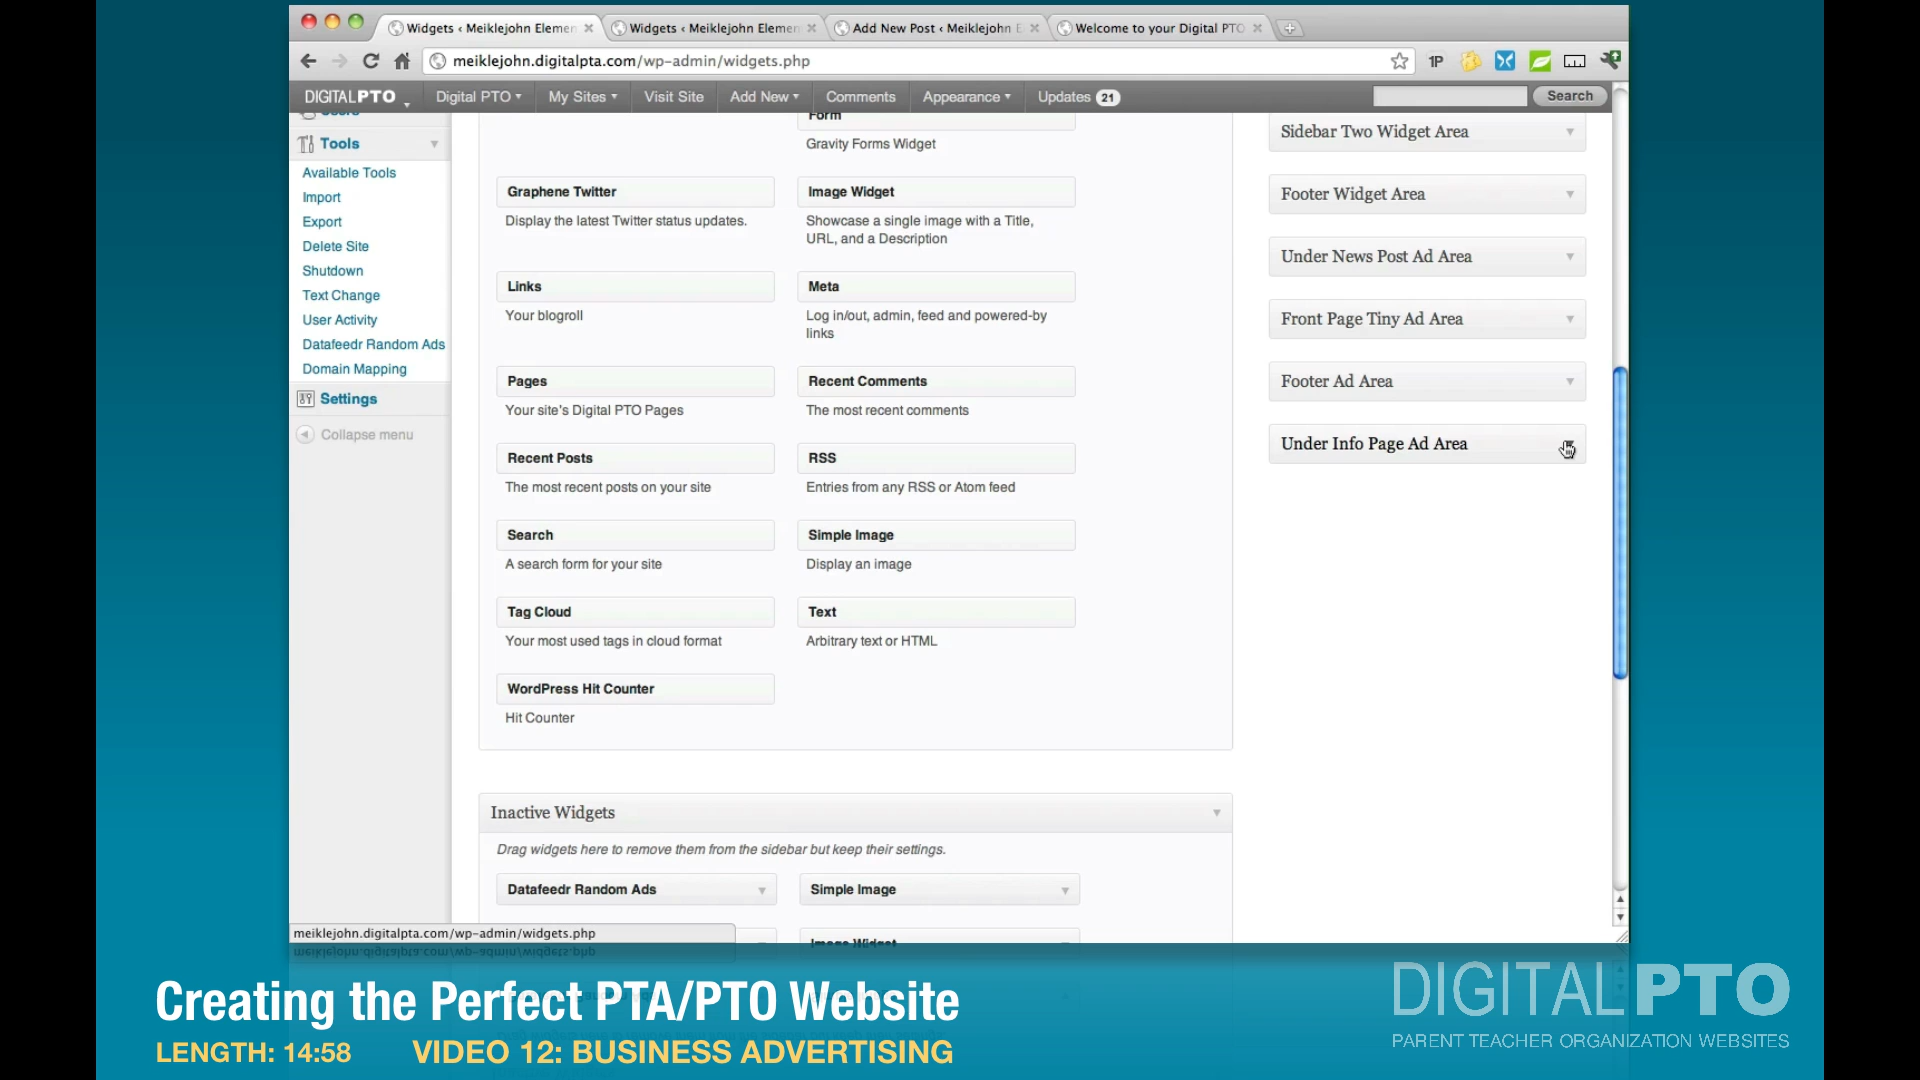 Widgets ‹ Meiklejohn Elemen
Widgets ‹ Meiklejohn Elemen
Add New Post ‹ Meiklejohn E
Welcome to your Digital PTO
meiklejohn.digitalpta.com/wp-admin/widgets.php
1P
DIGITALPTO
Digital PTO
My Sites
Visit Site
Add New
Comments
Appearance
Updates 21
Search
Users
Tools
Available Tools
Import
Export
Delete Site
Shutdown
Text Change
User Activity
Datafeedr Random Ads
Domain Mapping
Settings
Collapse menu
Form
Gravity Forms Widget
Graphene Twitter
Display the latest Twitter status updates.
Image Widget
Showcase a single image with a Title,
URL, and a Description
Links
Your blogroll
Meta
Log in/out, admin, feed and powered-by
links
Pages
Your site's Digital PTO Pages
Recent Comments
The most recent comments
Recent Posts
The most recent posts on your site
RSS
Entries from any RSS or Atom feed
Search
A search form for your site
Simple Image
Display an image
Tag Cloud
Your most used tags in cloud format
Text
Arbitrary text or HTML
WordPress Hit Counter
Hit Counter
Sidebar Two Widget Area
Footer Widget Area
Under News Post Ad Area
Front Page Tiny Ad Area
Footer Ad Area
Under Info Page Ad Area
Inactive Widgets
Drag widgets here to remove them from the sidebar but keep their settings.
Datafeedr Random Ads
Simple Image
Image Widget
meiklejohn.digitalpta.com/wp-admin/widgets.php
Creating the Perfect PTA/PTO Website
LENGTH: 14:58 VIDEO 12: BUSINESS ADVERTISING
DIGITALPTO
PARENT TEACHER ORGANIZATION WEBSITES